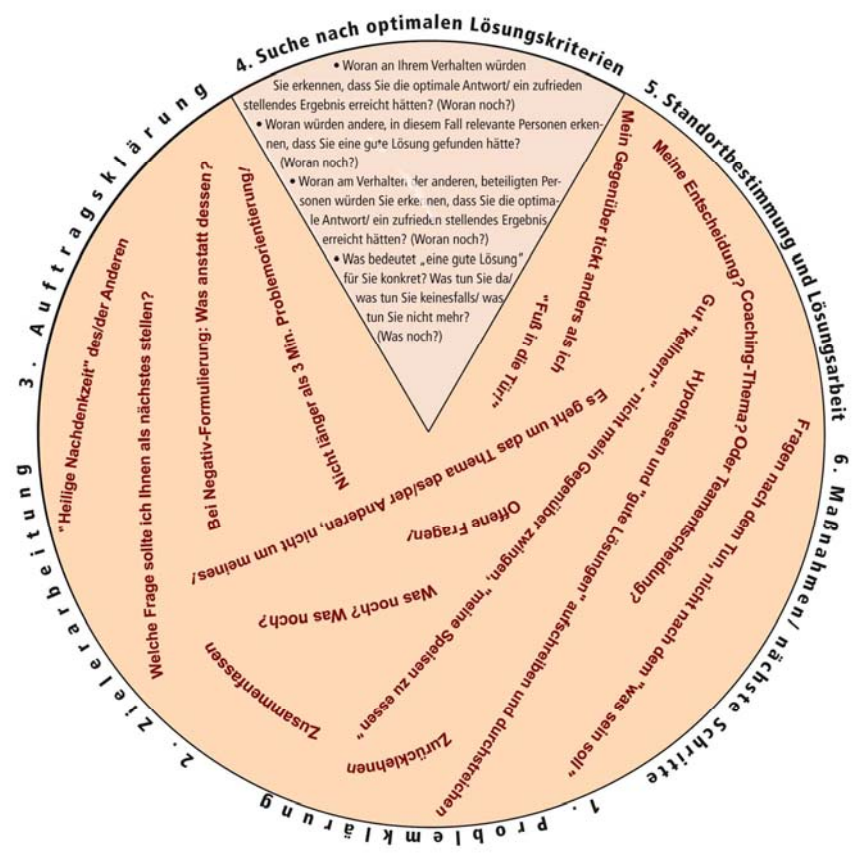 4. Suche nach optimalen Lösungskriterien
5. Standortbestimmung und Lösungsarbeit
6. Maßnahmen/ nächste Schritte
1. Problemklärung
2. Zielerarbeitung
3. Auftragsklärung
• Woran an Ihrem Verhalten würden
Sie erkennen, dass Sie die optimale Antwort/ ein zufrieden
stellendes Ergebnis erreicht hätten? (Woran noch?)
• Woran würden andere, in diesem Fall relevante Personen erken-
nen, dass Sie eine gute Lösung gefunden hätte?
(Woran noch?)
• Woran am Verhalten der anderen, beteiligten Per-
sonen würden Sie erkennen, dass Sie die optima-
le Antwort/ ein zufrieden stellendes Ergebnis
erreicht hätten? (Woran noch?)
• Was bedeutet „eine gute Lösung"
für Sie konkret? Was tun Sie da/
was tun Sie keinesfalls/ was
tun Sie nicht mehr?
(Was noch?)
"Heilige Nachdenkzeit" des/der Anderen
Welche Frage sollte ich Ihnen als nächstes stellen?
Bei Negativ-Formulierung: Was anstatt dessen?
Nicht länger als 3 Min. Problemorientierung!
Mein Gegenüber tickt anders als ich
"Fuß in die Tür!"
Meine Entscheidung? Coaching-Thema? Oder Teamentscheidung?
Es geht um das Thema des/der Anderen, nicht um meines!
Gut "kellnern" - nicht mein Gegenüber zwingen, "meine Speisen zu essen"
Hypothesen und "gute Lösungen" aufschreiben und durchstreichen
Fragen nach dem Tun, nicht nach dem "was sein soll"
Offene Fragen!
Was noch? Was noch?
Zusammenfassen
Zurücklehnen